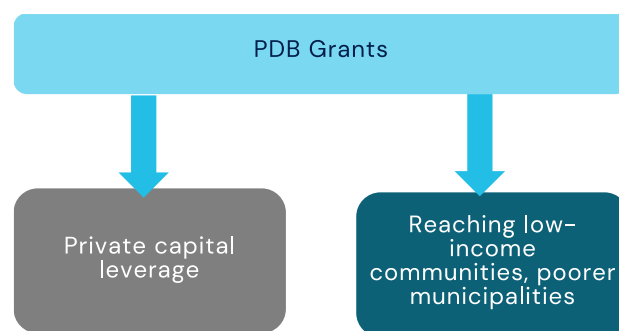 PDB Grants
Private capital
leverage
Reaching low-
income
communities, poorer
municipalities